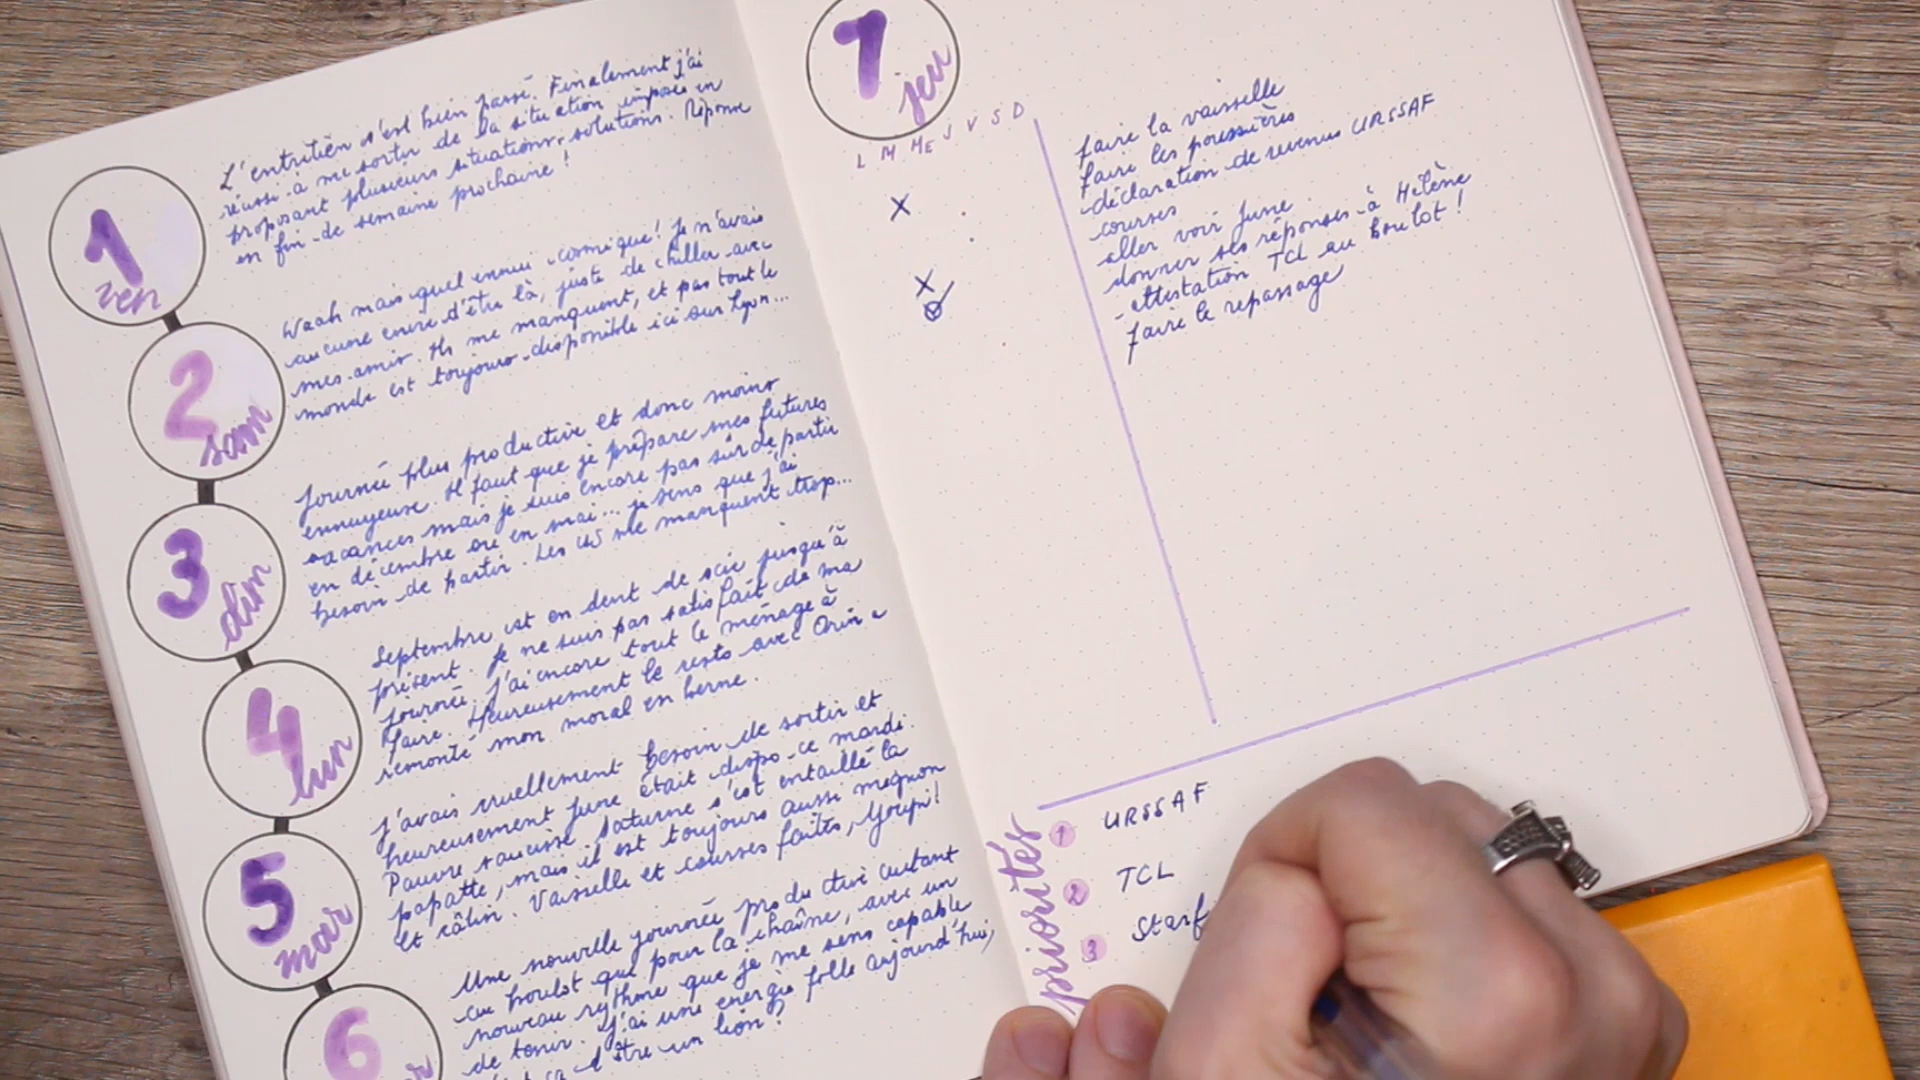 1
ven
L'entretien s'est bien passé. Finalement j'ai
réussi à me sortir de la situation imposés en
proposant plusieurs situations, solutions. Réponse
en fin de semaine prochaine !
2
sam
Waah mais quel ennui cosmique! Je n'avais
aucune envie d'être là, juste de chiller avec
mes amis. Ils me manquent, et pas tout le
monde est toujours disponible ici sur Lyon...
3
dim
Journée plus productive et donc moins
ennuyeuse. Il faut que je prépare mes futures
vacances mais je suis encore pas sûr de partir
en décembre ou en mai... je sens que j'ai
besoin de partir. Les US me manquent trop...
4
lun
Septembre est en dent de scie jusqu'à
présent. Je ne suis pas satisfait de ma
journée, j'ai encore tout le ménage à
faire. Heureusement le resto avec Orin a
remonté mon moral en berne.
5
mar
J'avais cruellement besoin de sortir et
heureusement June était dispo ce mardi.
Pauvre saucisse Saturne s'est entaillé la
papatte, mais il est toujours aussi mignon
et câlin. Vaisselle et courses faites, Youpi!
6
Une nouvelle journée productive autant
au boulot que pour la chaîne, avec un
nouveau rythme que je me sens capable
de tenir. J'ai une énergie folle aujourd'hui,
d'être un lion?
7
jeu
L M ME J V S D
faire la vaisselle
faire les poussières
déclaration de revenus URSSAF
courses
aller voir June
donner ses réponses à Hélène
attestation TCL au boulot !
faire le repassage
priorités
1 URSSAF
2 TCL
3 Starf